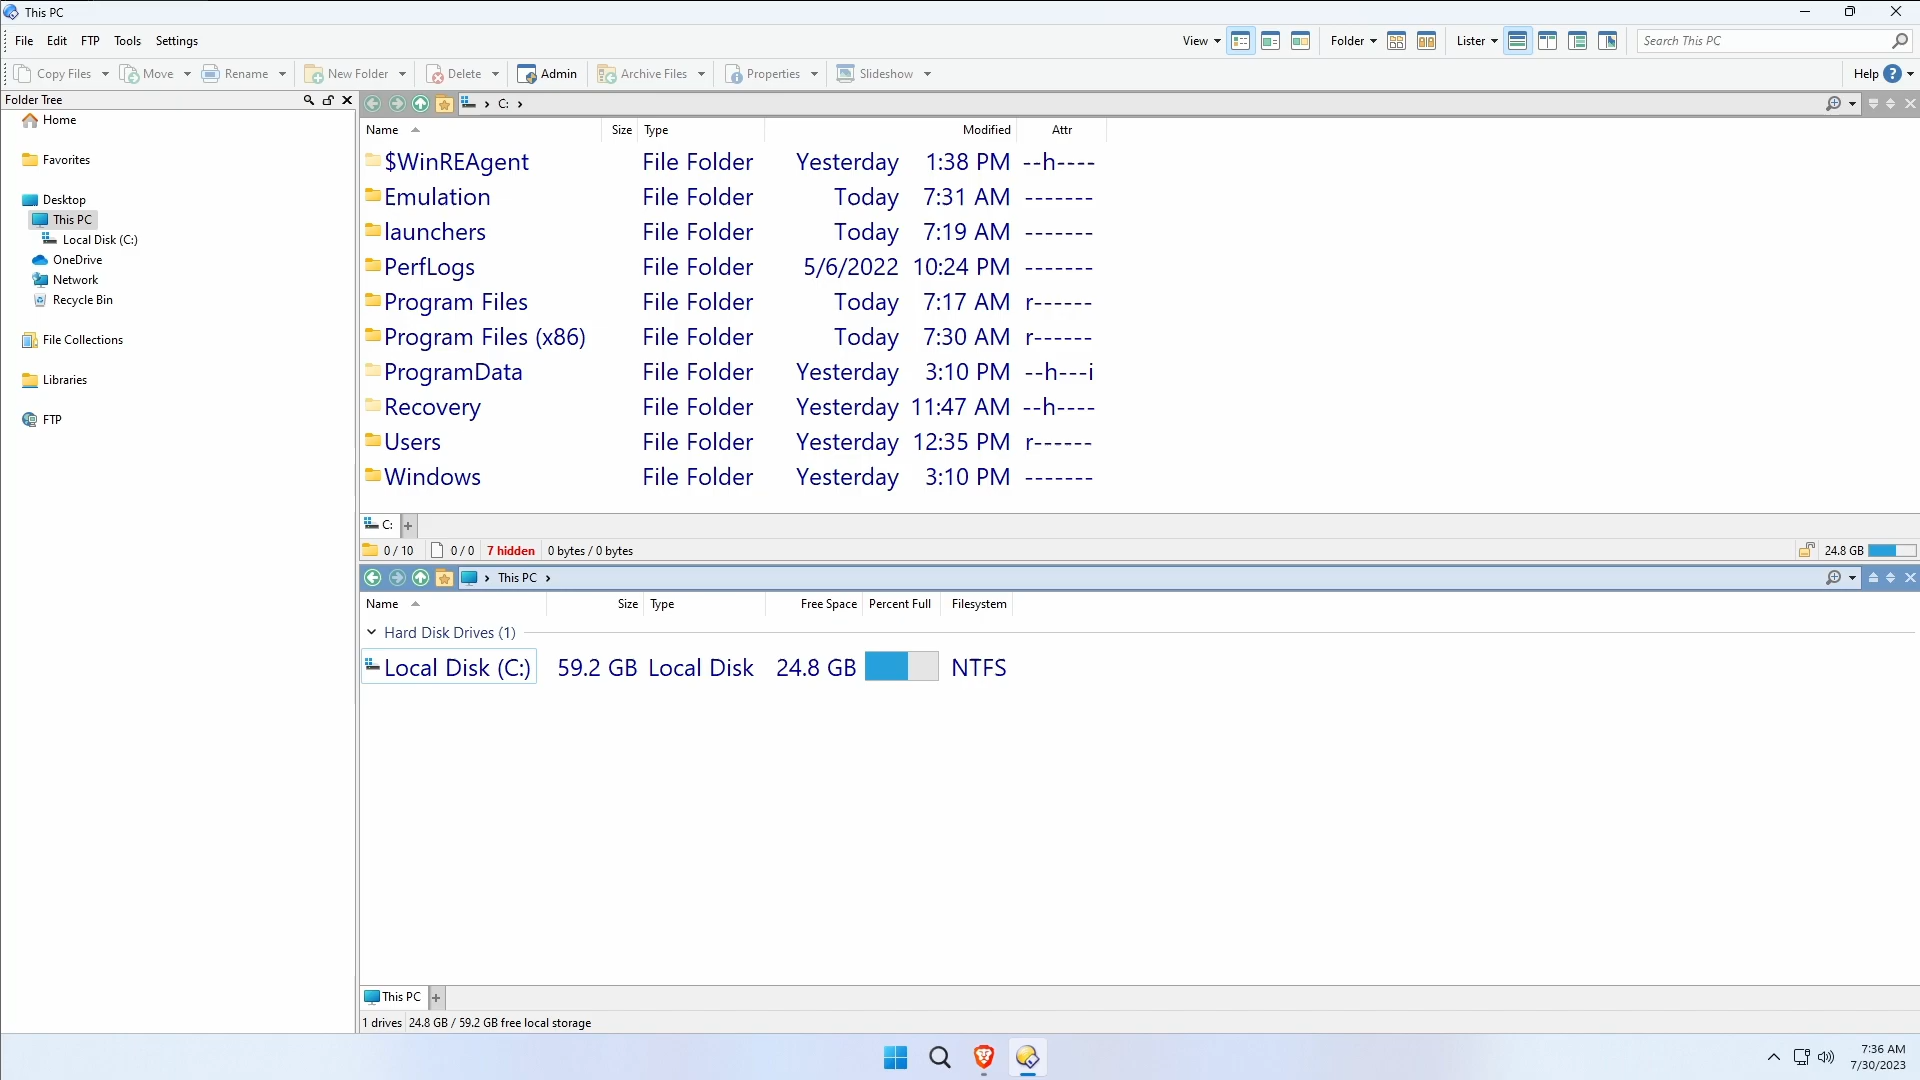 This PC
File Edit FTP Tools Settings View Folder Lister Search This PC
Copy Files Move Rename New Folder Delete Admin Archive Files Properties Slideshow Help ?
Folder Tree
Home
Favorites
Desktop
This PC
Local Disk (C:)
OneDrive
Network
Recycle Bin
File Collections
Libraries
FTP
C:
Name Size Type Modified Attr
$WinREAgent File Folder Yesterday 1:38 PM --h----
Emulation File Folder Today 7:31 AM -------
launchers File Folder Today 7:19 AM -------
PerfLogs File Folder 5/6/2022 10:24 PM -------
Program Files File Folder Today 7:17 AM r------
Program Files (x86) File Folder Today 7:30 AM r------
ProgramData File Folder Yesterday 3:10 PM --h---i
Recovery File Folder Yesterday 11:47 AM --h----
Users File Folder Yesterday 12:35 PM r------
Windows File Folder Yesterday 3:10 PM -------
C: +
0 / 10 0 / 0 7 hidden 0 bytes / 0 bytes 24.8 GB
This PC
Name Size Type Free Space Percent Full Filesystem
Hard Disk Drives (1)
Local Disk (C:) 59.2 GB Local Disk 24.8 GB NTFS
This PC +
1 drives 24.8 GB / 59.2 GB free local storage
7:36 AM
7/30/2023